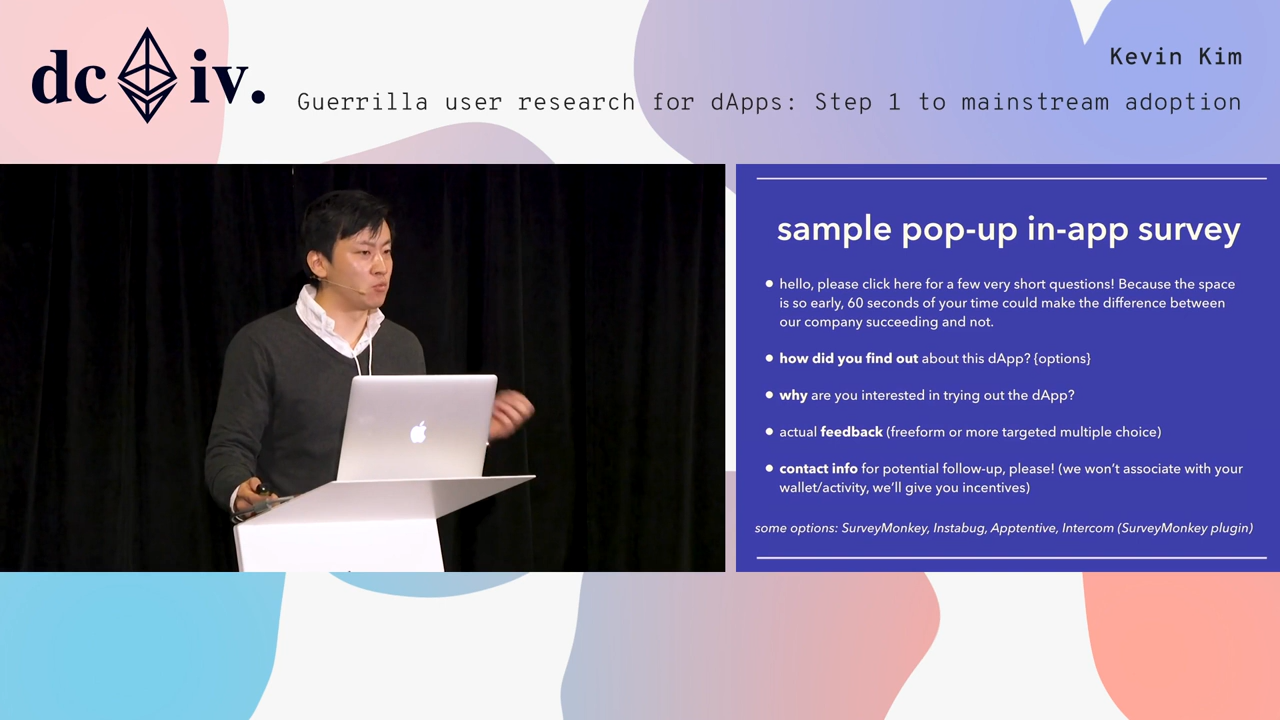 dc iv.
Kevin Kim
Guerrilla user research for dApps: Step 1 to mainstream adoption
sample pop-up in-app survey
• hello, please click here for a few very short questions! Because the space
is so early, 60 seconds of your time could make the difference between
our company succeeding and not.
• how did you find out about this dApp? {options}
• why are you interested in trying out the dApp?
• actual feedback (freeform or more targeted multiple choice)
• contact info for potential follow-up, please! (we won't associate with your
wallet/activity, we'll give you incentives)
some options: SurveyMonkey, Instabug, Apptentive, Intercom (SurveyMonkey plugin)